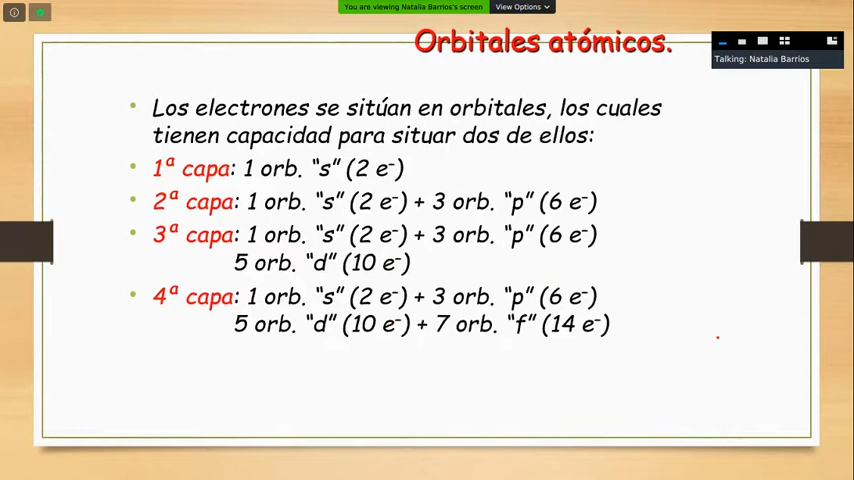 You are viewing Natalia Barrios's screen
View Options
Orbitales atómicos.
Talking: Natalia Barrios
• Los electrones se sitúan en orbitales, los cuales
tienen capacidad para situar dos de ellos:
• 1ª capa: 1 orb. “s” (2 e⁻)
• 2ª capa: 1 orb. “s” (2 e⁻) + 3 orb. “p” (6 e⁻)
• 3ª capa: 1 orb. “s” (2 e⁻) + 3 orb. “p” (6 e⁻)
5 orb. “d” (10 e⁻)
• 4ª capa: 1 orb. “s” (2 e⁻) + 3 orb. “p” (6 e⁻)
5 orb. “d” (10 e⁻) + 7 orb. “f” (14 e⁻)